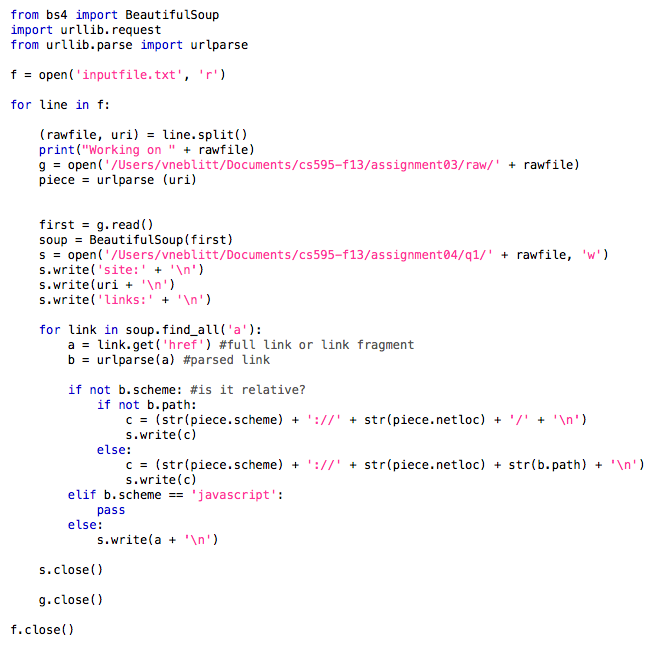 from bs4 import BeautifulSoup
import urllib.request
from urllib.parse import urlparse

f = open('inputfile.txt', 'r')

for line in f:

    (rawfile, uri) = line.split()
    print("Working on " + rawfile)
    g = open('/Users/vneblitt/Documents/cs595-f13/assignment03/raw/' + rawfile)
    piece = urlparse (uri)


    first = g.read()
    soup = BeautifulSoup(first)
    s = open('/Users/vneblitt/Documents/cs595-f13/assignment04/q1/' + rawfile, 'w')
    s.write('site:' + '\n')
    s.write(uri + '\n')
    s.write('links:' + '\n')

    for link in soup.find_all('a'):
        a = link.get('href') #full link or link fragment
        b = urlparse(a) #parsed link

        if not b.scheme: #is it relative?
            if not b.path:
                c = (str(piece.scheme) + '://' + str(piece.netloc) + '/' + '\n')
                s.write(c)
            else:
                c = (str(piece.scheme) + '://' + str(piece.netloc) + str(b.path) + '\n')
                s.write(c)
        elif b.scheme == 'javascript':
            pass
        else:
            s.write(a + '\n')

    s.close()

    g.close()

f.close()